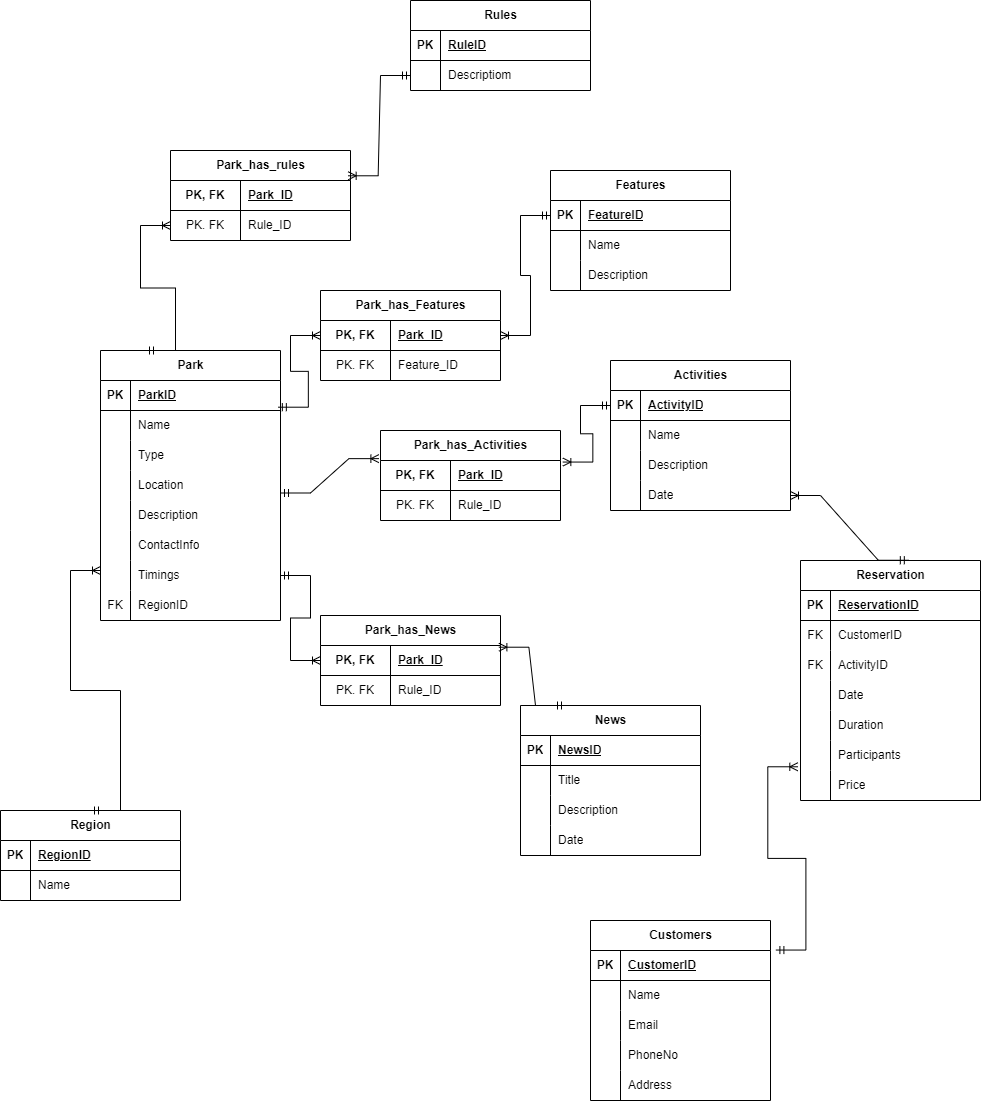 Rules
PK RuleID
Descriptiom
Park_has_rules
PK, FK Park_ID
PK. FK Rule_ID
Features
PK FeatureID
Name
Description
Park_has_Features
PK, FK Park_ID
PK. FK Feature_ID
Park
PK ParkID
Name
Type
Location
Description
ContactInfo
Timings
FK RegionID
Activities
PK ActivityID
Name
Description
Date
Park_has_Activities
PK, FK Park_ID
PK. FK Rule_ID
Reservation
PK ReservationID
FK CustomerID
FK ActivityID
Date
Duration
Participants
Price
Park_has_News
PK, FK Park_ID
PK. FK Rule_ID
News
PK NewsID
Title
Description
Date
Region
PK RegionID
Name
Customers
PK CustomerID
Name
Email
PhoneNo
Address